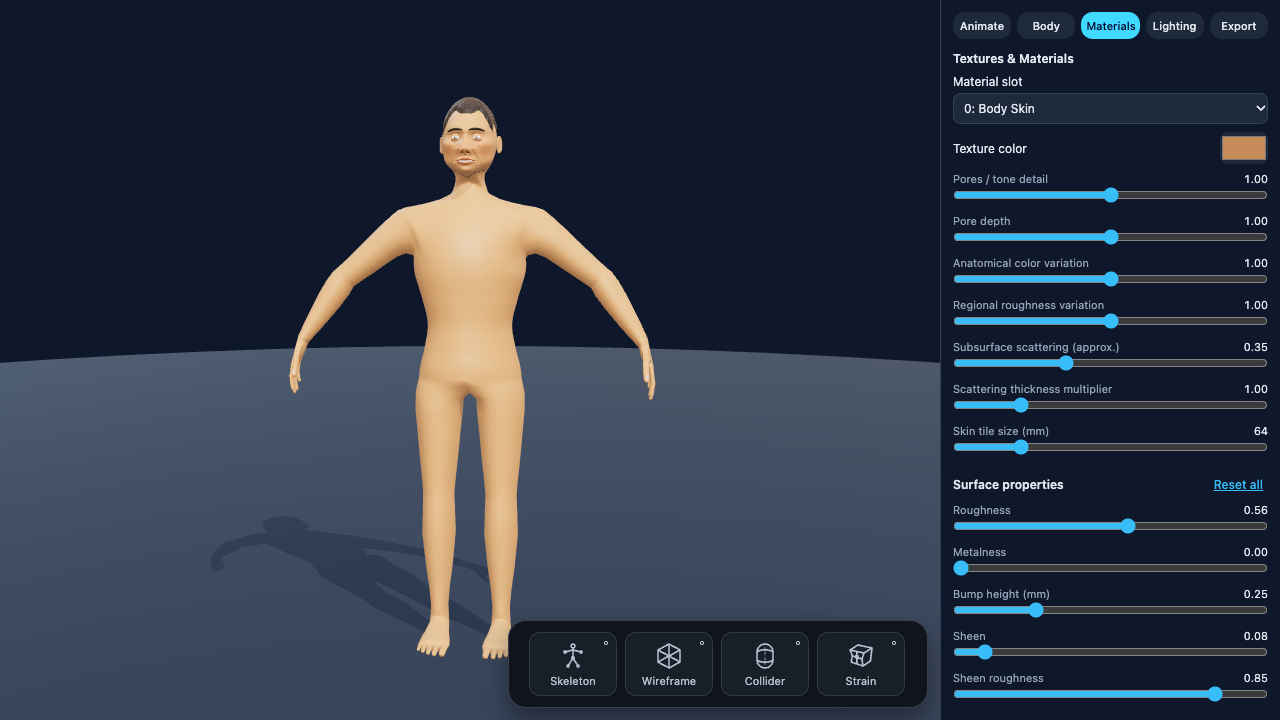 Animate Body Materials Lighting Export
Textures & Materials
Material slot
0: Body Skin
Texture color
Pores / tone detail 1.00
Pore depth 1.00
Anatomical color variation 1.00
Regional roughness variation 1.00
Subsurface scattering (approx.) 0.35
Scattering thickness multiplier 1.00
Skin tile size (mm) 64
Surface properties Reset all
Roughness 0.56
Metalness 0.00
Bump height (mm) 0.25
Sheen 0.08
Sheen roughness 0.85
Skeleton Wireframe Collider Strain